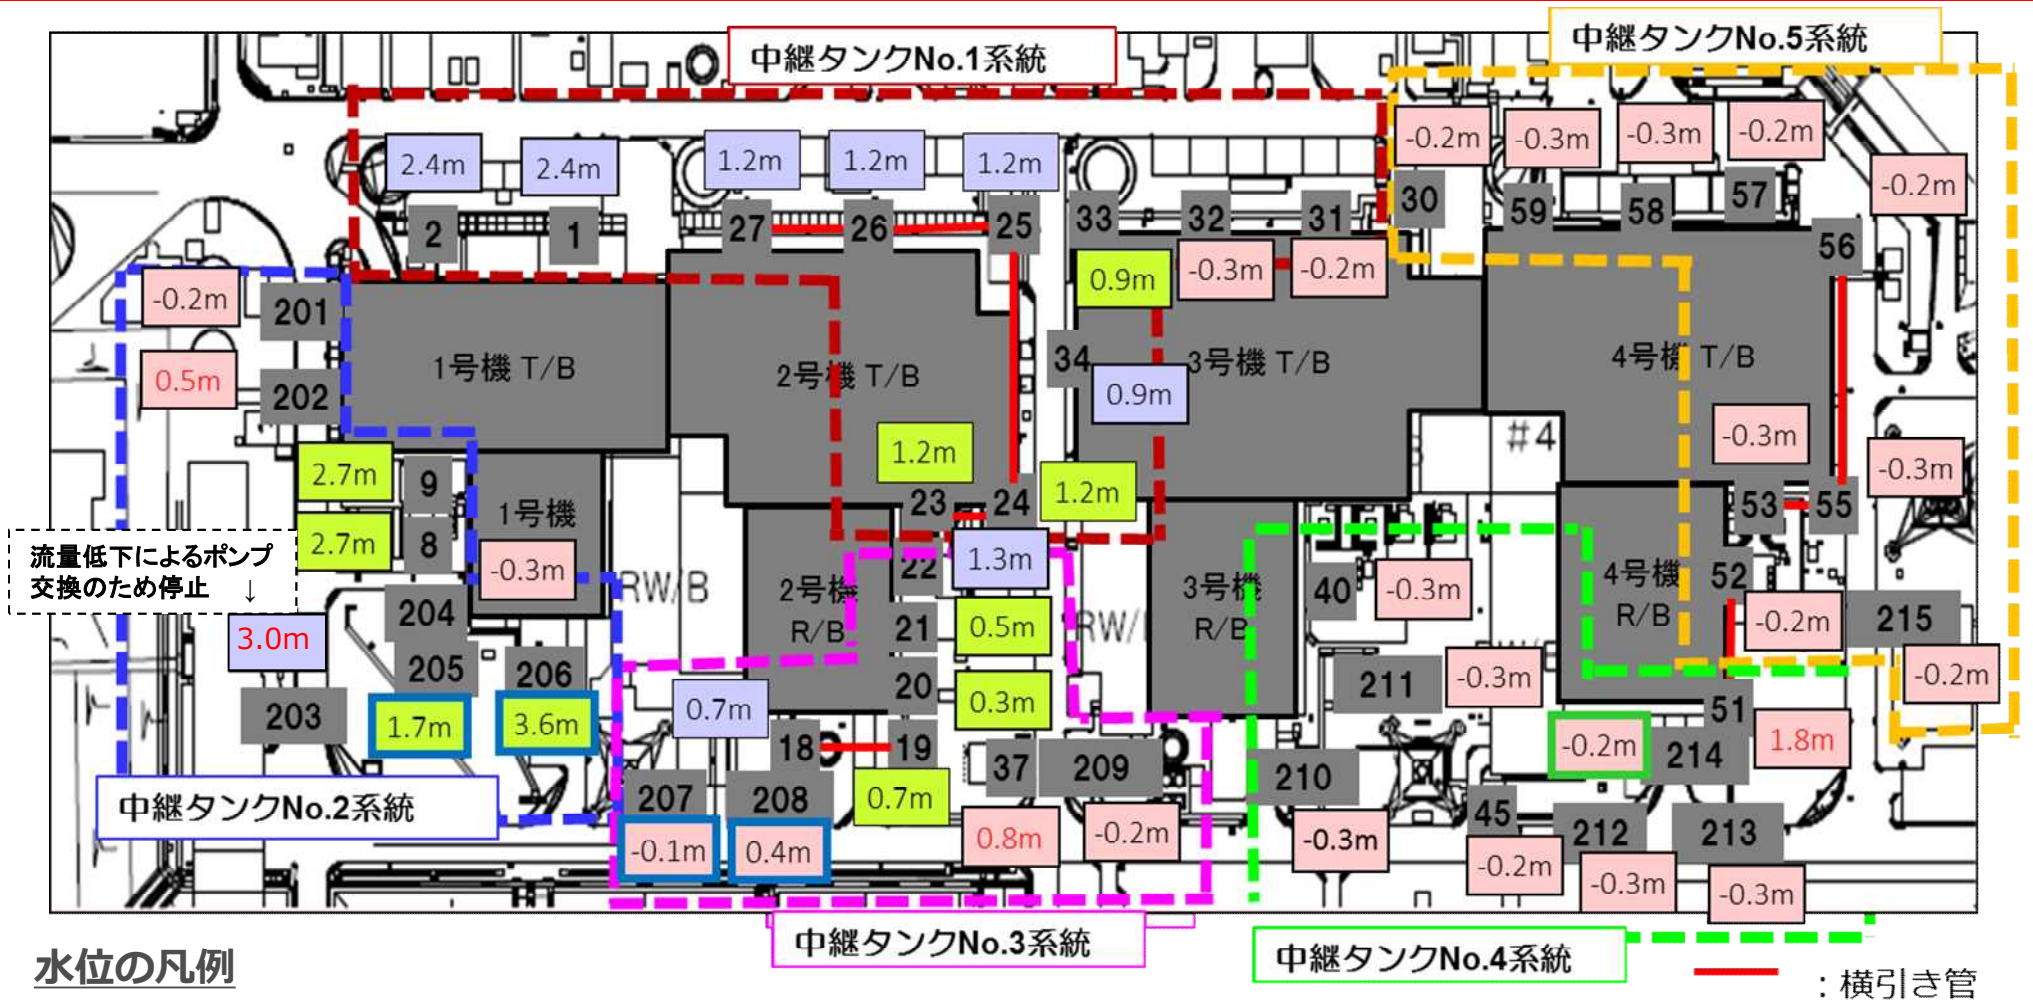 中継タンクNo.1系統
中継タンクNo.5系統
2.4m
2.4m
1.2m
1.2m
1.2m
-0.2m
-0.3m
-0.3m
-0.2m
-0.2m
2
1
27
26
25
33
32
31
30
59
58
57
56
-0.2m
201
0.9m
-0.3m
-0.2m
0.5m
202
1号機 T/B
2号機 T/B
34
0.9m
3号機 T/B
4号機 T/B
2.7m
9
1.2m
1.2m
#4
-0.3m
-0.3m
23
24
53
55
流量低下によるポンプ
交換のため停止 ↓
2.7m
8
1号機
-0.3m
RW/B
2号機
R/B
22
1.3m
3号機
R/B
40
-0.3m
4号機
R/B
52
3.0m
204
21
0.5m
RW/
-0.2m
215
205
206
20
0.3m
211
-0.3m
-0.2m
203
1.7m
3.6m
0.7m
18
19
37
209
210
-0.2m
51
214
1.8m
中継タンクNo.2系統
207
208
0.7m
45
212
213
-0.1m
0.4m
0.8m
-0.2m
-0.3m
-0.2m
-0.3m
-0.3m
中継タンクNo.3系統
中継タンクNo.4系統
水位の凡例
：横引き管